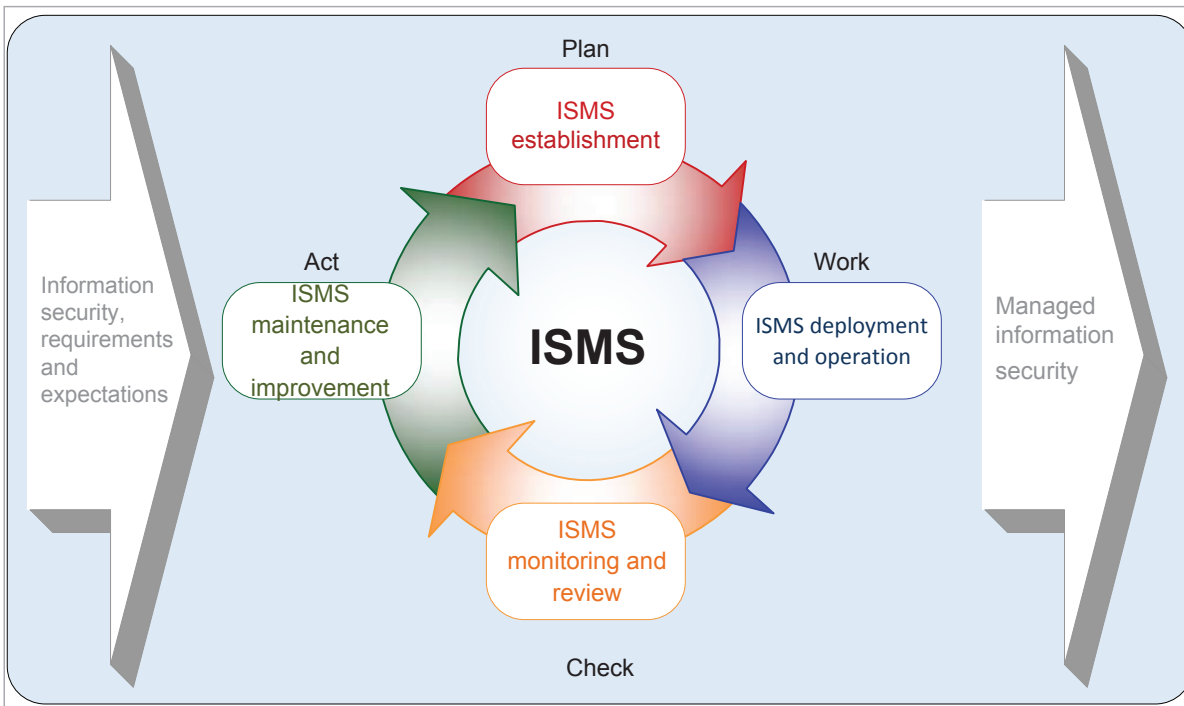 Plan
ISMS
establishment
Act
ISMS
maintenance
and
improvement
Work
ISMS deployment
and operation
ISMS
Information
security,
requirements
and
expectations
Managed
information
security
ISMS
monitoring and
review
Check